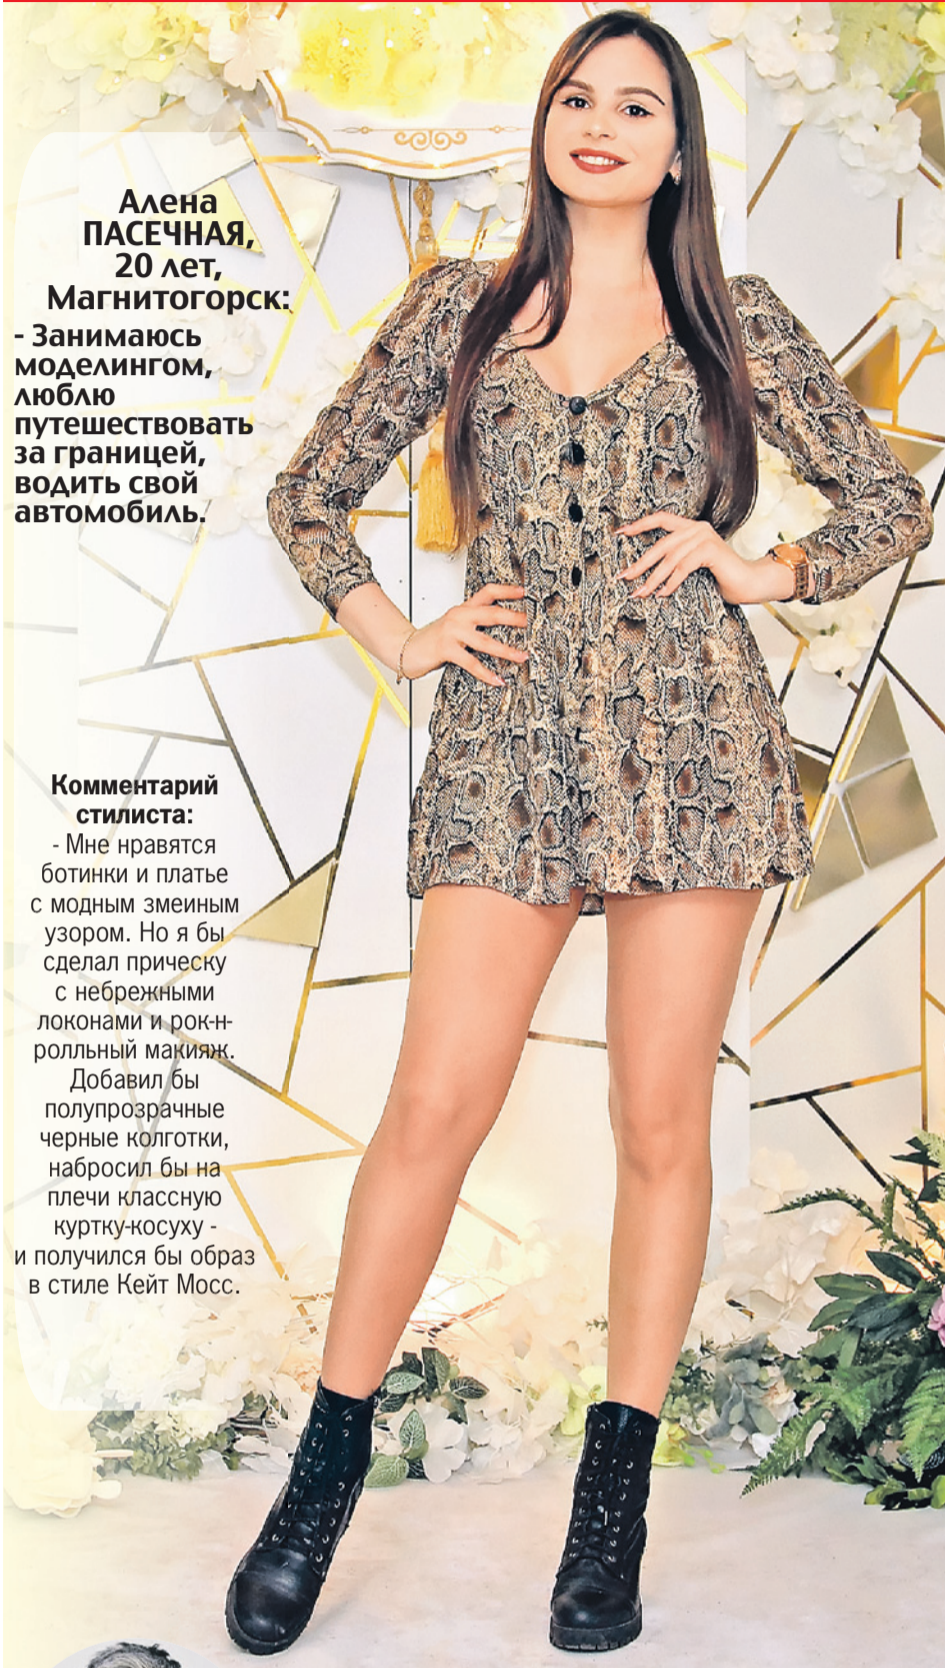 Алена
ПАСЕЧНАЯ,
20 лет,
Магнитогорск:
- Занимаюсь
моделингом,
люблю
путешествовать
за границей,
водить свой
автомобиль.
Комментарий
стилиста:
- Мне нравятся
ботинки и платье
с модным змеиным
узором. Но я бы
сделал прическу
с небрежными
локонами и рок-н-
ролльный макияж.
Добавил бы
полупрозрачные
черные колготки,
набросил бы на
плечи классную
куртку-косуху -
и получился бы образ
в стиле Кейт Мосс.